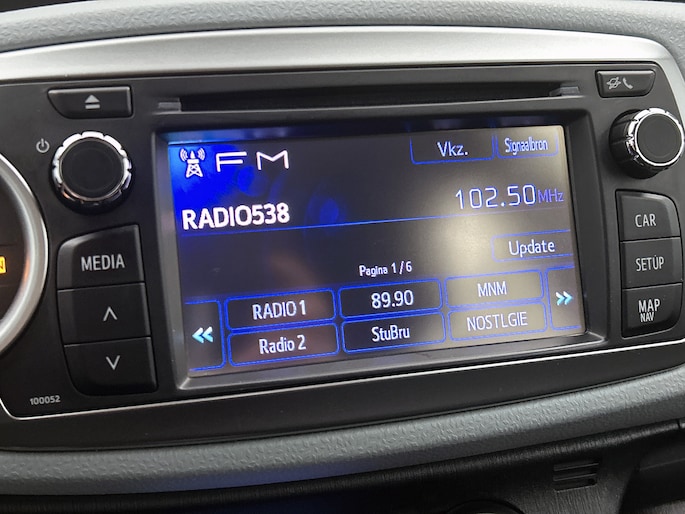 FM
Vkz.
Signaalbron
RADIO538
102.50MHz
Update
Pagina 1/6
RADIO 1
89.90
MNM
Radio 2
StuBru
NOSTLGIE
MEDIA
CAR
SETUP
MAP
NAV
100052